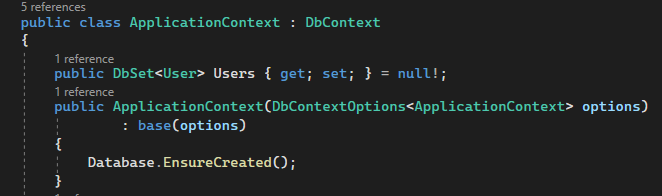 5 references
public class ApplicationContext : DbContext
{
1 reference
public DbSet<User> Users { get; set; } = null!;
1 reference
public ApplicationContext(DbContextOptions<ApplicationContext> options)
: base(options)
{
Database.EnsureCreated();
}